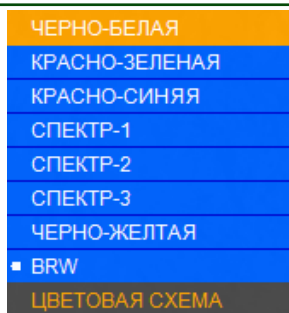 ЧЕРНО-БЕЛАЯ
КРАСНО-ЗЕЛЕНАЯ
КРАСНО-СИНЯЯ
СПЕКТР-1
СПЕКТР-2
СПЕКТР-3
ЧЕРНО-ЖЕЛТАЯ
BRW
ЦВЕТОВАЯ СХЕМА